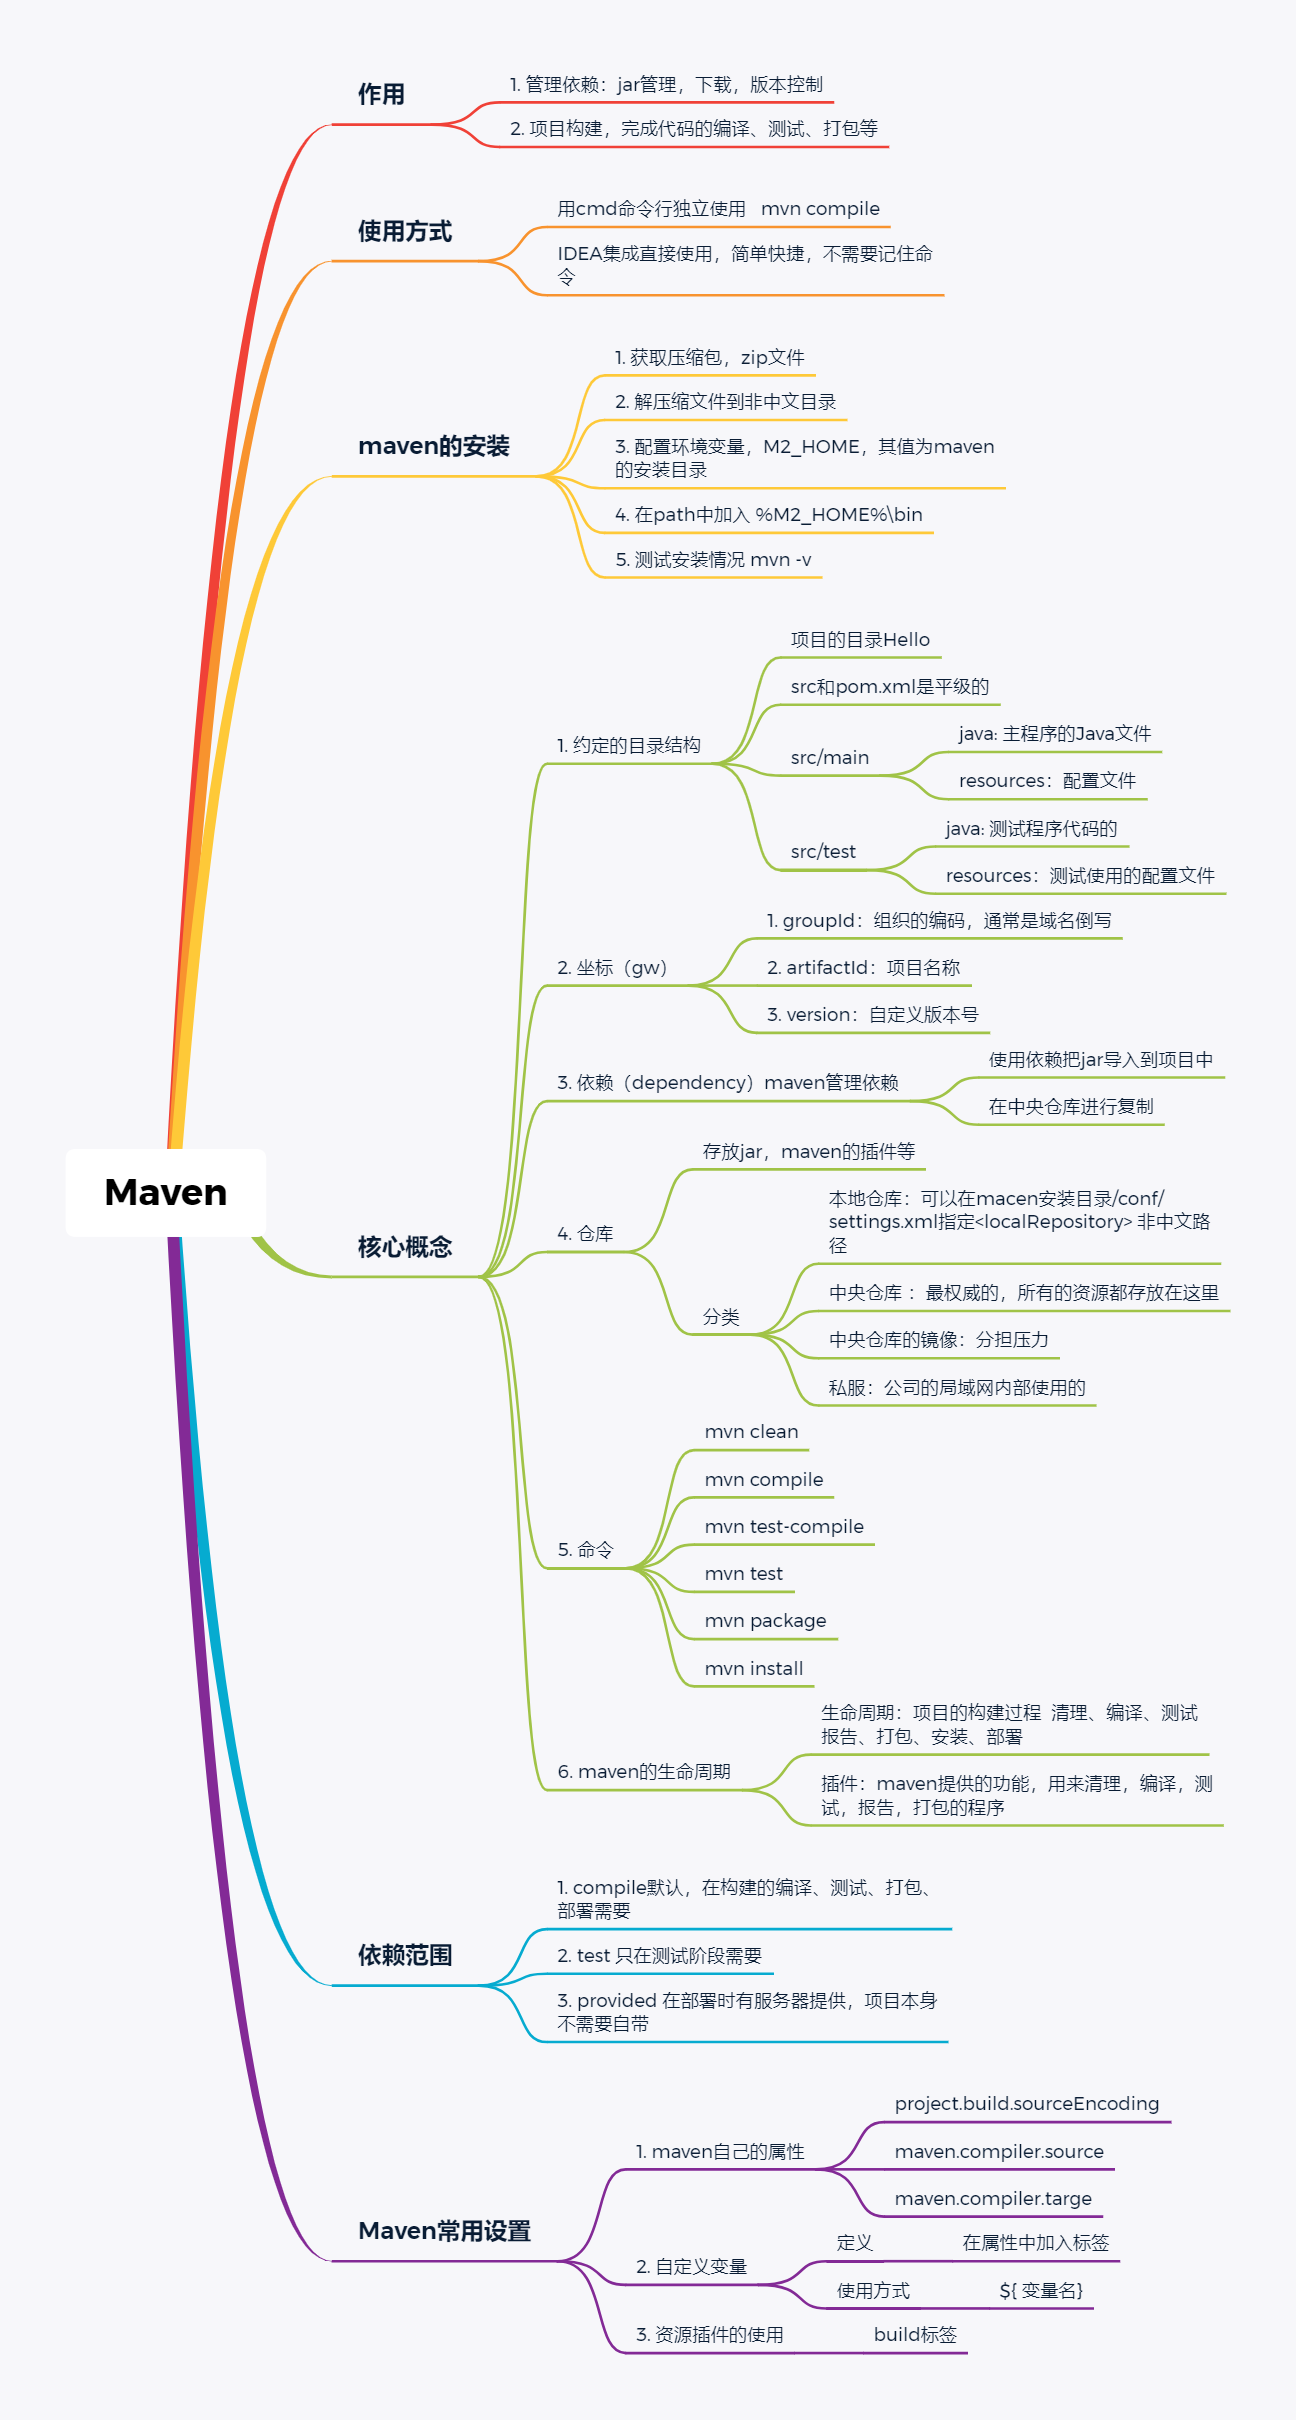 作用
1. 管理依赖：jar管理，下载，版本控制
2. 项目构建，完成代码的编译、测试、打包等
使用方式
用cmd命令行独立使用   mvn compile
IDEA集成直接使用，简单快捷，不需要记住命
令
maven的安装
1. 获取压缩包，zip文件
2. 解压缩文件到非中文目录
3. 配置环境变量，M2_HOME，其值为maven
的安装目录
4. 在path中加入 %M2_HOME%\bin
5. 测试安装情况 mvn -v
Maven
核心概念
1. 约定的目录结构
项目的目录Hello
src和pom.xml是平级的
src/main
java: 主程序的Java文件
resources：配置文件
src/test
java: 测试程序代码的
resources：测试使用的配置文件
2. 坐标（gw）
1. groupId：组织的编码，通常是域名倒写
2. artifactId：项目名称
3. version：自定义版本号
3. 依赖（dependency）maven管理依赖
使用依赖把jar导入到项目中
在中央仓库进行复制
4. 仓库
存放jar，maven的插件等
分类
本地仓库：可以在macen安装目录/conf/
settings.xml指定<localRepository> 非中文路
径
中央仓库 ：最权威的，所有的资源都存放在这里
中央仓库的镜像：分担压力
私服：公司的局域网内部使用的
5. 命令
mvn clean
mvn compile
mvn test-compile
mvn test
mvn package
mvn install
6. maven的生命周期
生命周期：项目的构建过程  清理、编译、测试
报告、打包、安装、部署
插件：maven提供的功能，用来清理，编译，测
试，报告，打包的程序
依赖范围
1. compile默认，在构建的编译、测试、打包、
部署需要
2. test 只在测试阶段需要
3. provided 在部署时有服务器提供，项目本身
不需要自带
Maven常用设置
1. maven自己的属性
project.build.sourceEncoding
maven.compiler.source
maven.compiler.targe
2. 自定义变量
定义
在属性中加入标签
使用方式
${ 变量名}
3. 资源插件的使用
build标签